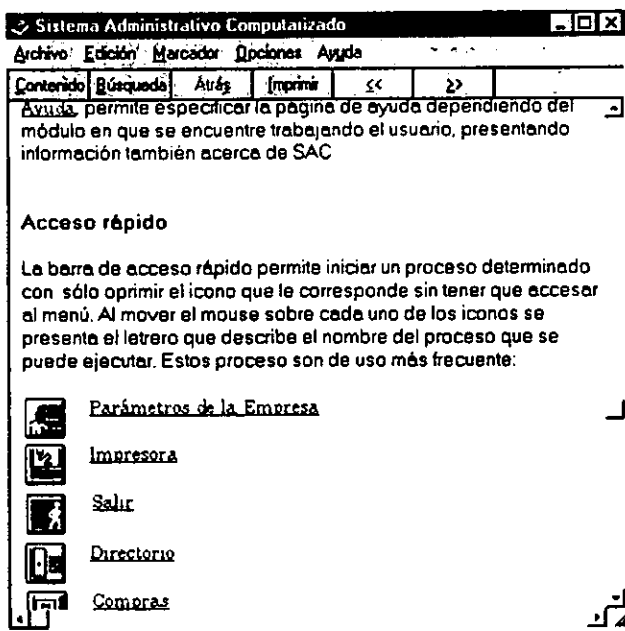 Sistema Administrativo Computarizado
Archivo Edición Marcador Opciones Ayuda
Contenido Búsqueda Atrás Imprimir << >>
Ayuda, permite especificar la página de ayuda dependiendo del
módulo en que se encuentre trabajando el usuario, presentando
información también acerca de SAC
Acceso rápido
La barra de acceso rápido permite iniciar un proceso determinado
con sólo oprimir el icono que le corresponde sin tener que accesar
al menú. Al mover el mouse sobre cada uno de los iconos se
presenta el letrero que describe el nombre del proceso que se
puede ejecutar. Estos proceso son de uso más frecuente:
Parámetros de la Empresa
Impresora
Salir
Directorio
Compras